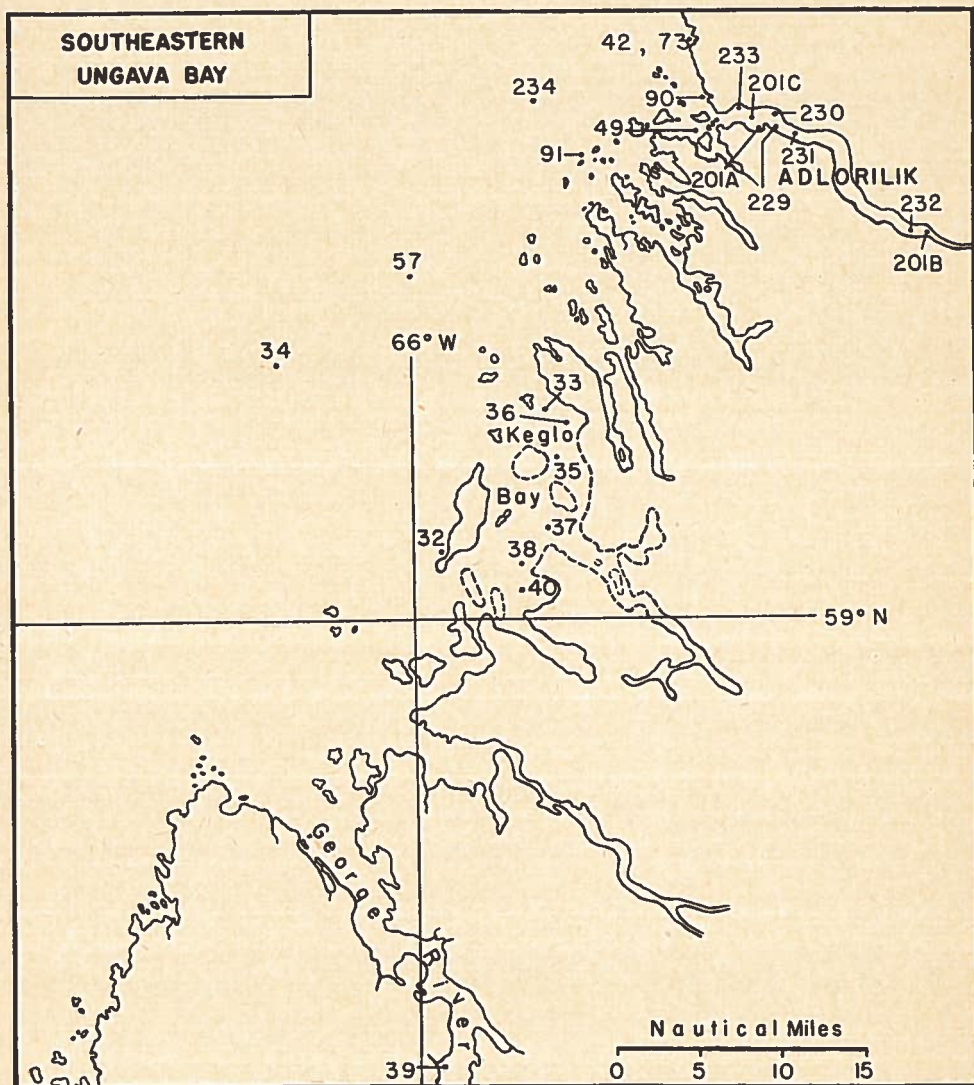 SOUTHEASTERN
UNGAVA BAY
42, 73
233
201C
234
90
230
49
91
201A
229
231
ADLORILIK
232
201B
57
66° W
34
33
36
Keglo
35
Bay
37
32
38
40
59° N
George
River
39
Nautical Miles
0 5 10 15